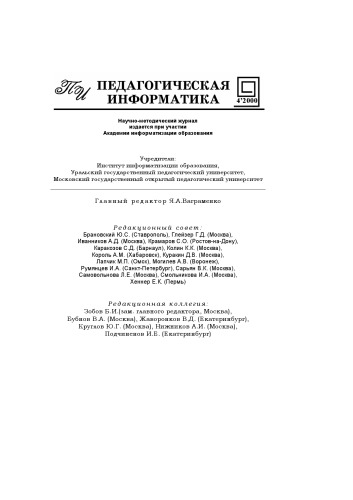 ПИ ПЕДАГОГИЧЕСКАЯ
ИНФОРМАТИКА 4'2000
Научно-методический журнал
издается при участии
Академии информатизации образования
Учредители:
Институт информатизации образования,
Уральский государственный педагогический университет,
Московский государственный открытый педагогический университет
Главный редактор Я.А.Ваграменко
Редакционный совет:
Брановский Ю.С. (Ставрополь), Глейзер Г.Д. (Москва),
Иванников А.Д. (Москва), Крамаров С.О. (Ростов-на-Дону),
Каракозов С.Д. (Барнаул), Колин К.К. (Москва),
Король А.М. (Хабаровск), Куракин Д.В. (Москва),
Лапчик М.П. (Омск), Могилев А.В. (Воронеж),
Румянцев И.А. (Санкт-Петербург), Сарьян В.К. (Москва),
Самовольнова Л.Е. (Москва), Смольникова И.А. (Москва),
Хеннер Е.К. (Пермь)
Редакционная коллегия:
Зобов Б.И.(зам. главного редактора, Москва),
Бубнов В.А. (Москва), Жаворонков В.Д. (Екатеринбург),
Круглов Ю.Г. (Москва), Нижников А.И. (Москва),
Подчиненов И.Е. (Екатеринбург)